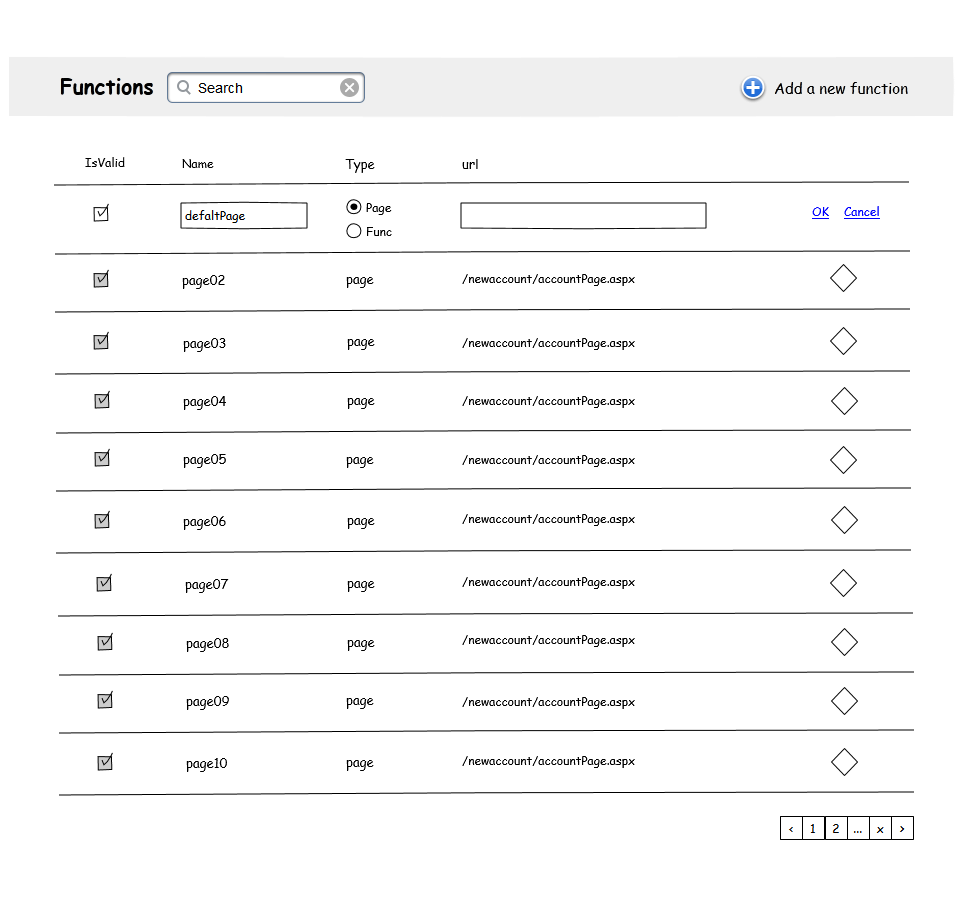 Functions Search Add a new function
IsValid Name Type url
defaltPage Page OK Cancel
Func
page02 page /newaccount/accountPage.aspx
page03 page /newaccount/accountPage.aspx
page04 page /newaccount/accountPage.aspx
page05 page /newaccount/accountPage.aspx
page06 page /newaccount/accountPage.aspx
page07 page /newaccount/accountPage.aspx
page08 page /newaccount/accountPage.aspx
page09 page /newaccount/accountPage.aspx
page10 page /newaccount/accountPage.aspx
‹ 1 2 ... x ›